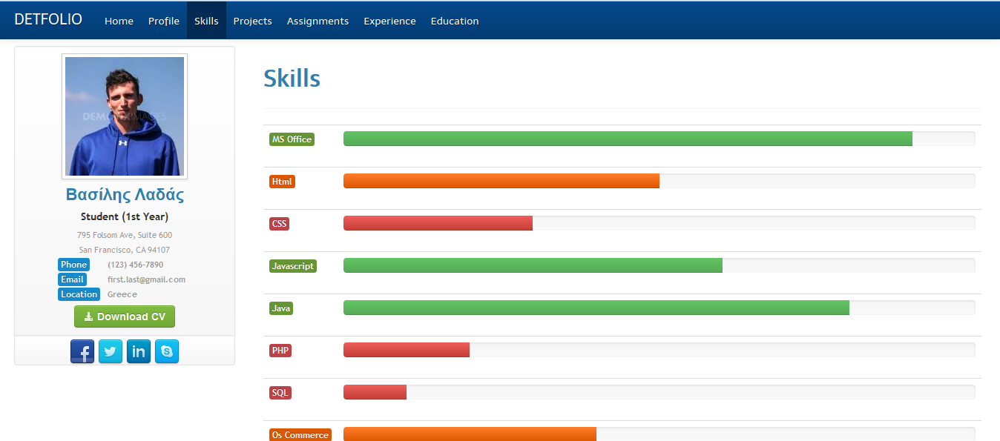 DETFOLIO Home Profile Skills Projects Assignments Experience Education
Βασίλης Λαδάς
Student (1st Year)
795 Folsom Ave, Suite 600
San Francisco, CA 94107
Phone (123) 456-7890
Email first.last@gmail.com
Location Greece
Download CV
Skills
MS Office
Html
CSS
Javascript
Java
PHP
SQL
Os Commerce